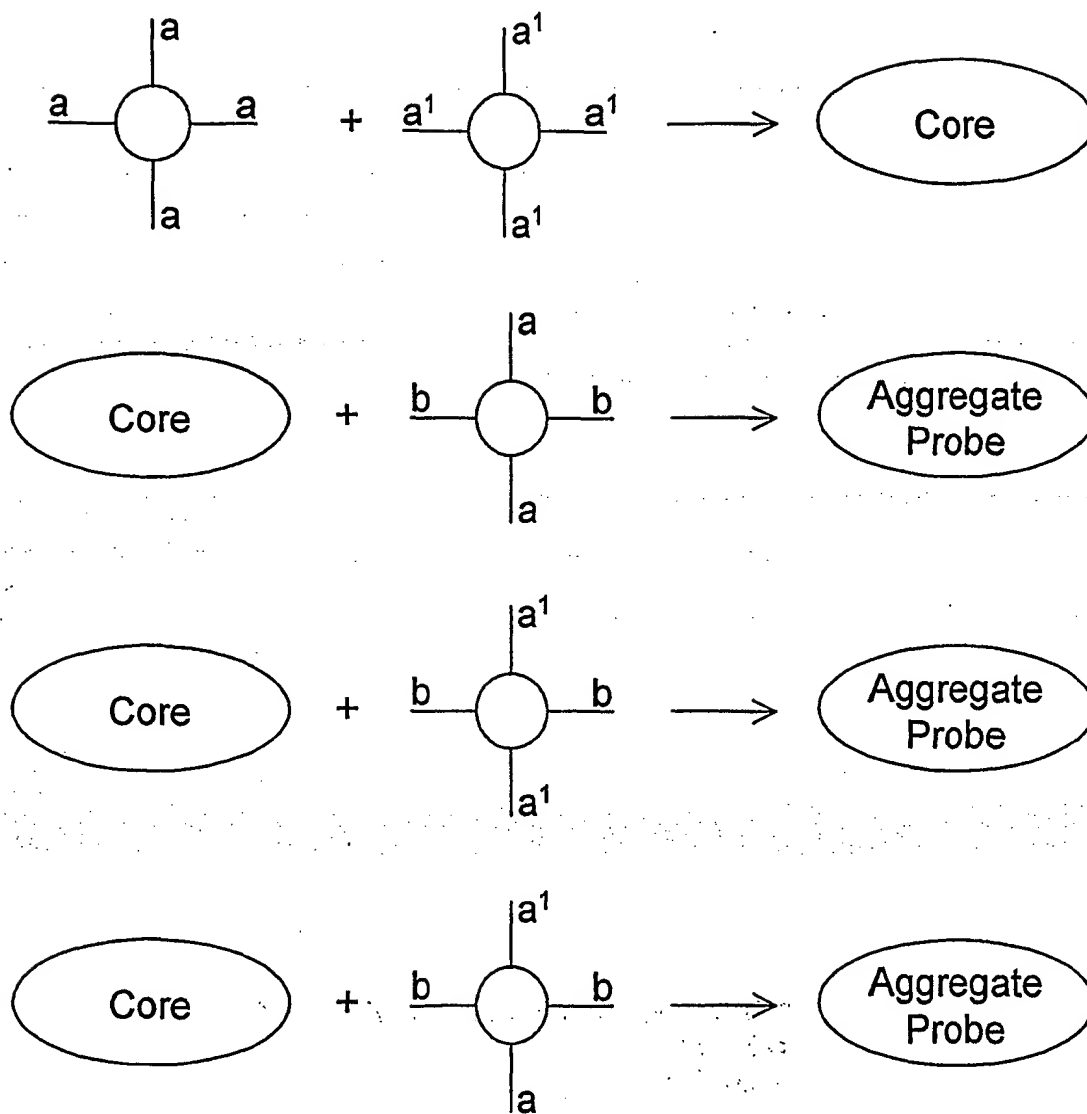 a a¹
a a + a¹ a¹ → Core
a a¹
a
Core + b b → Aggregate Probe
a
a¹
Core + b b → Aggregate Probe
a¹
a¹
Core + b b → Aggregate Probe
a